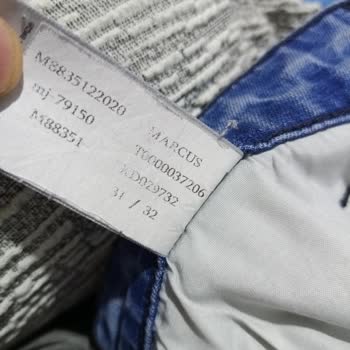 M8835122020
mj-79150
M88351
MARCUS
T0000037206
KD029732
31 / 32